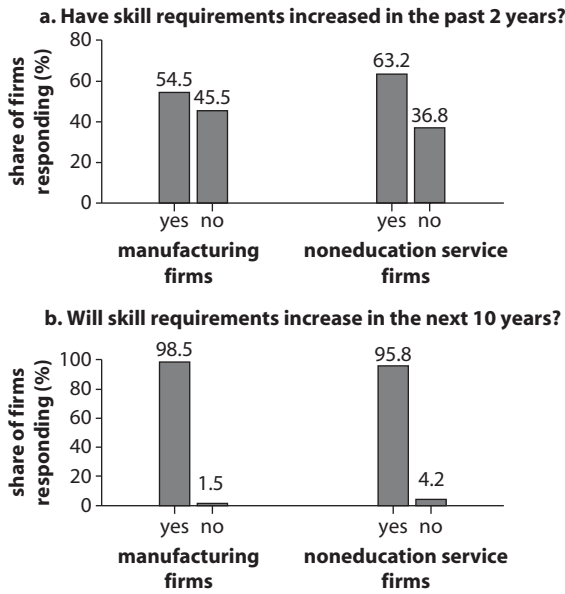 a. Have skill requirements increased in the past 2 years?
share of firms
responding (%)
80
60
40
20
0
54.5
45.5
63.2
36.8
yes no
yes no
manufacturing
firms
noneducation service
firms
b. Will skill requirements increase in the next 10 years?
share of firms
responding (%)
100
80
60
40
20
0
98.5
1.5
95.8
4.2
yes no
yes no
manufacturing
firms
noneducation service
firms